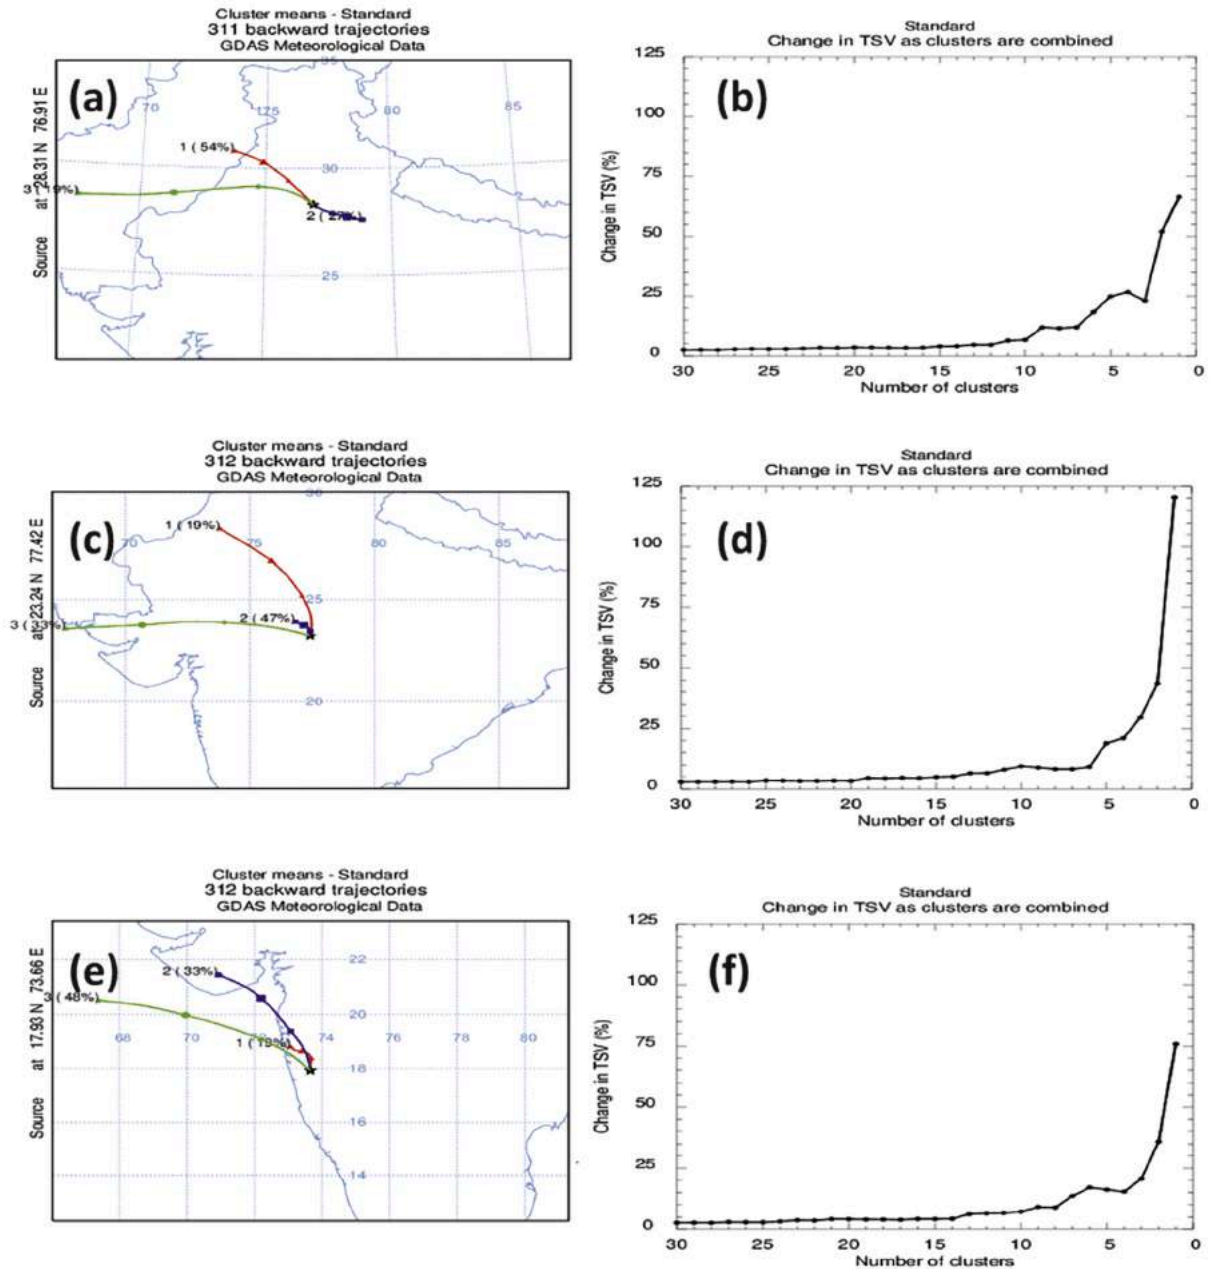 Cluster means - Standard
311 backward trajectories
GDAS Meteorological Data
(a)
Source at 28.31 N 76.91 E
35
70
175
80
85
1 ( 54%)
30
3 ( 19%)
2 ( 27%)
25
Standard
Change in TSV as clusters are combined
(b)
Change in TSV (%)
125
100
75
50
25
0
30 25 20 15 10 5 0
Number of clusters
Cluster means - Standard
312 backward trajectories
GDAS Meteorological Data
(c)
Source at 23.24 N 77.42 E
30
1 ( 19%)
70
75
80
85
25
2 ( 47%)
3 ( 33%)
20
Standard
Change in TSV as clusters are combined
(d)
Change in TSV (%)
125
100
75
50
25
0
30 25 20 15 10 5 0
Number of clusters
Cluster means - Standard
312 backward trajectories
GDAS Meteorological Data
(e)
Source at 17.93 N 73.66 E
22
2 ( 33%)
3 ( 48%)
20
68 70 72 74 76 78 80
1 ( 19%)
18
16
14
Standard
Change in TSV as clusters are combined
(f)
Change in TSV (%)
125
100
75
50
25
0
30 25 20 15 10 5 0
Number of clusters